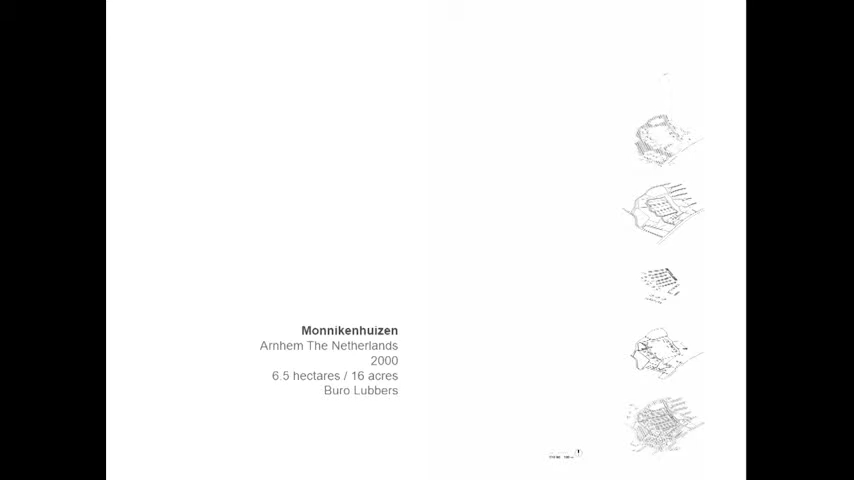 Monnikenhuizen
Arnhem The Netherlands
2000
6.5 hectares / 16 acres
Buro Lubbers